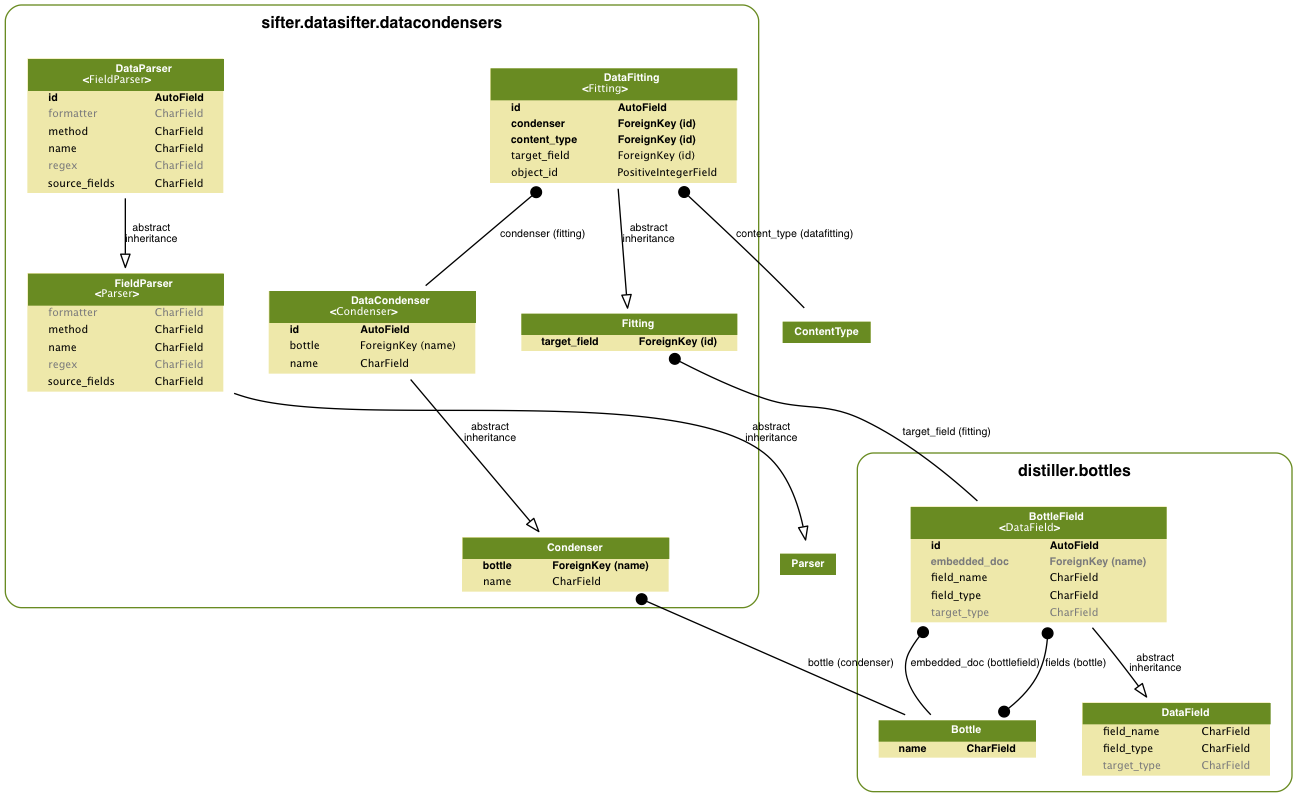 sifter.datasifter.datacondensers
DataParser
<FieldParser>
id AutoField
formatter CharField
method CharField
name CharField
regex CharField
source_fields CharField
DataFitting
<Fitting>
id AutoField
condenser ForeignKey (id)
content_type ForeignKey (id)
target_field ForeignKey (id)
object_id PositiveIntegerField
abstract
inheritance
condenser (fitting)
abstract
inheritance
content_type (datafitting)
FieldParser
<Parser>
formatter CharField
method CharField
name CharField
regex CharField
source_fields CharField
DataCondenser
<Condenser>
id AutoField
bottle ForeignKey (name)
name CharField
Fitting
target_field ForeignKey (id)
ContentType
abstract
inheritance
abstract
inheritance
target_field (fitting)
distiller.bottles
Condenser
bottle ForeignKey (name)
name CharField
Parser
BottleField
<DataField>
id AutoField
embedded_doc ForeignKey (name)
field_name CharField
field_type CharField
target_type CharField
bottle (condenser)
embedded_doc (bottlefield)
fields (bottle)
abstract
inheritance
Bottle
name CharField
DataField
field_name CharField
field_type CharField
target_type CharField